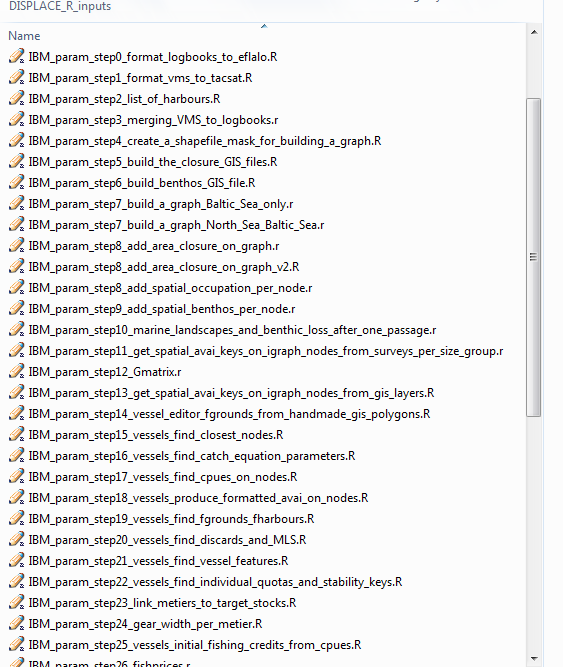 DISPLACE_R_inputs
Name
IBM_param_step0_format_logbooks_to_eflalo.R
IBM_param_step1_format_vms_to_tacsat.R
IBM_param_step2_list_of_harbours.R
IBM_param_step3_merging_VMS_to_logbooks.r
IBM_param_step4_create_a_shapefile_mask_for_building_a_graph.R
IBM_param_step5_build_the_closure_GIS_files.R
IBM_param_step6_build_benthos_GIS_file.R
IBM_param_step7_build_a_graph_Baltic_Sea_only.r
IBM_param_step7_build_a_graph_North_Sea_Baltic_Sea.r
IBM_param_step8_add_area_closure_on_graph.r
IBM_param_step8_add_area_closure_on_graph_v2.R
IBM_param_step8_add_spatial_occupation_per_node.r
IBM_param_step9_add_spatial_benthos_per_node.r
IBM_param_step10_marine_landscapes_and_benthic_loss_after_one_passage.r
IBM_param_step11_get_spatial_avai_keys_on_igraph_nodes_from_surveys_per_size_group.r
IBM_param_step12_Gmatrix.r
IBM_param_step13_get_spatial_avai_keys_on_igraph_nodes_from_gis_layers.R
IBM_param_step14_vessel_editor_fgrounds_from_handmade_gis_polygons.R
IBM_param_step15_vessels_find_closest_nodes.R
IBM_param_step16_vessels_find_catch_equation_parameters.R
IBM_param_step17_vessels_find_cpues_on_nodes.R
IBM_param_step18_vessels_produce_formatted_avai_on_nodes.R
IBM_param_step19_vessels_find_fgrounds_fharbours.R
IBM_param_step20_vessels_find_discards_and_MLS.R
IBM_param_step21_vessels_find_vessel_features.R
IBM_param_step22_vessels_find_individual_quotas_and_stability_keys.R
IBM_param_step23_link_metiers_to_target_stocks.R
IBM_param_step24_gear_width_per_metier.R
IBM_param_step25_vessels_initial_fishing_credits_from_cpues.R
IBM_param_step26_fishprices.r